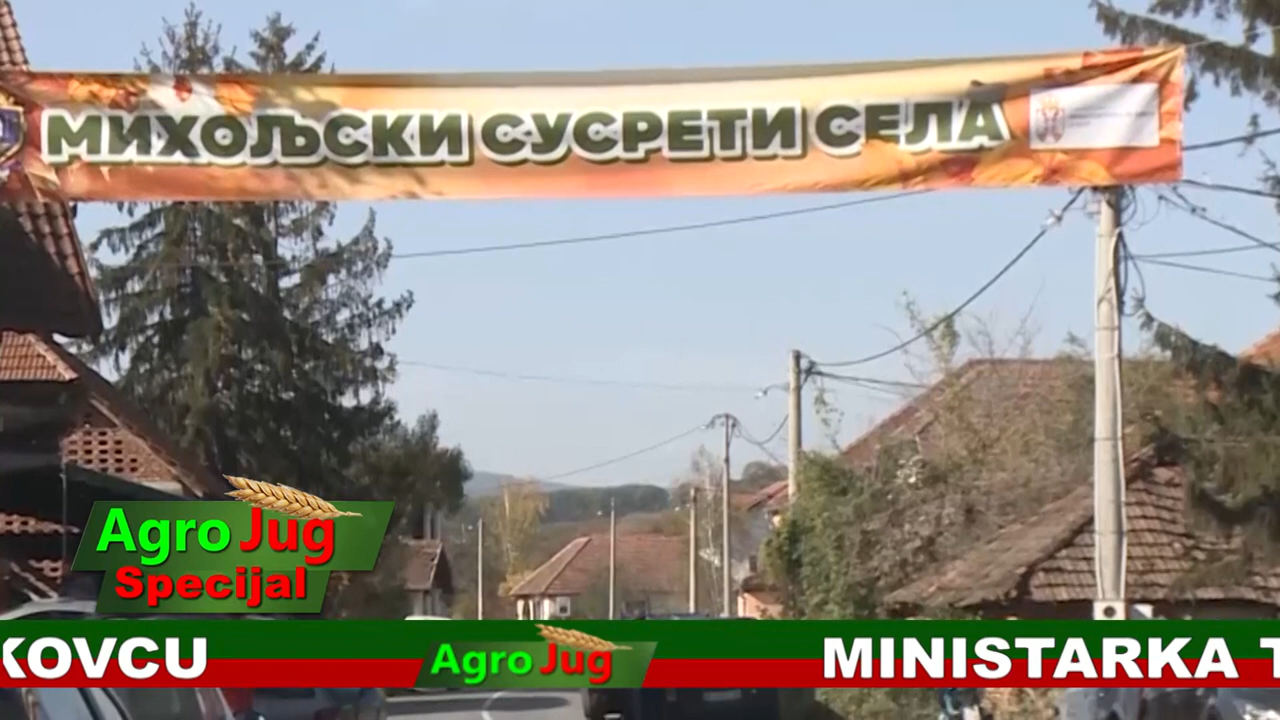 МИХОЉСКИ СУСРЕТИ СЕЛА
Agro Jug
Specijal
KOVCU Agro Jug MINISTARKA T